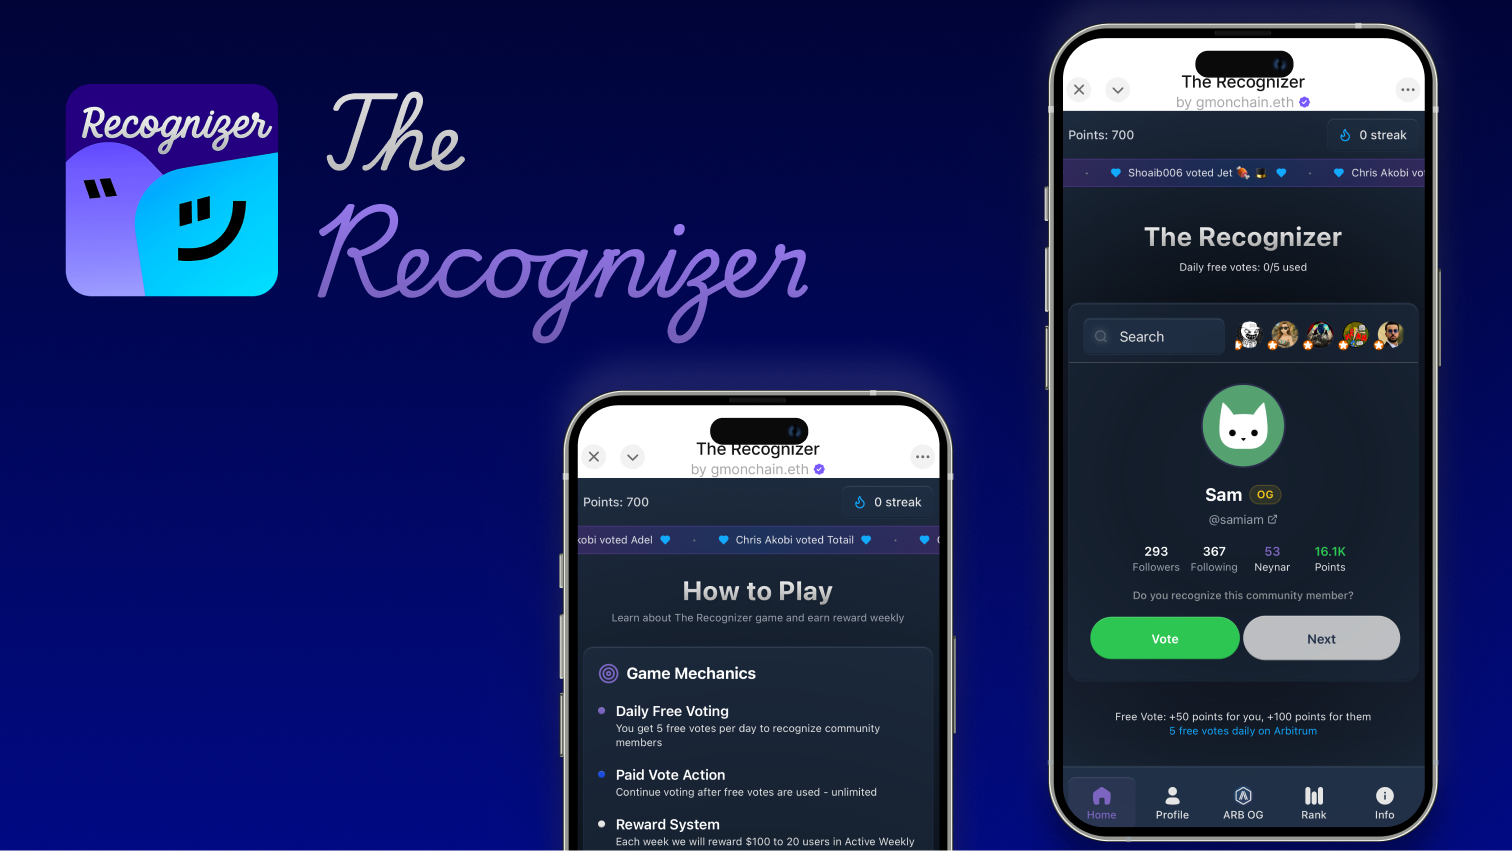 Recognizer
The
Recognizer
The Recognizer
by gmonchain.eth
Points: 700
0 streak
Shoaib006 voted Jet
Chris Akobi
The Recognizer
Daily free votes: 0/5 used
Search
Sam OG
@samiam
293 367 53 16.1K
Followers Following Neynar Points
Do you recognize this community member?
Vote
Next
Free Vote: +50 points for you, +100 points for them
5 free votes daily on Arbitrum
Home Profile ARB OG Rank Info
The Recognizer
by gmonchain.eth
Points: 700
0 streak
voted Adel
Chris Akobi voted Totail
How to Play
Learn about The Recognizer game and earn reward weekly
Game Mechanics
Daily Free Voting
You get 5 free votes per day to recognize community
members
Paid Vote Action
Continue voting after free votes are used - unlimited
Reward System
Each week we will reward $100 to 20 users in Active Weekly